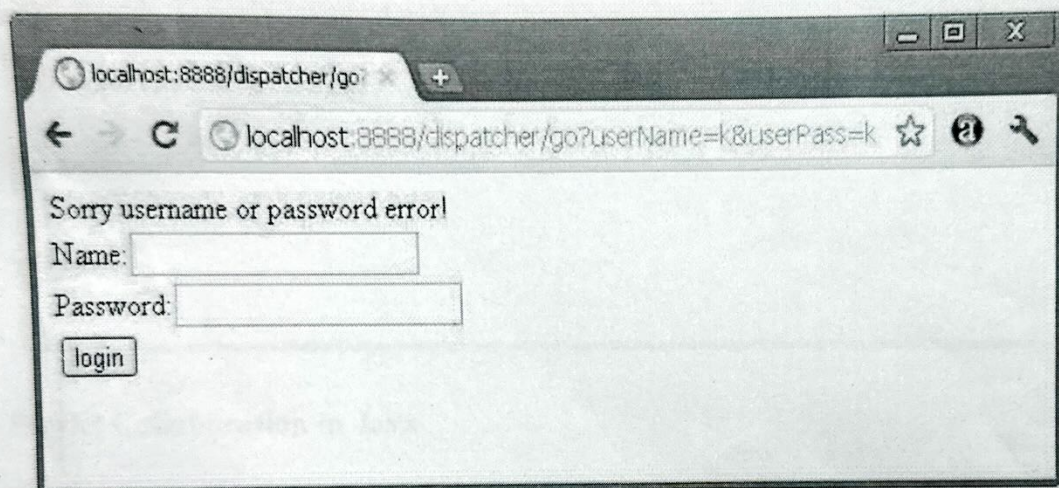 localhost:8888/dispatcher/go?
localhost:8888/dispatcher/go?userName=k&userPass=k
Sorry username or password error!
Name:
Password:
login